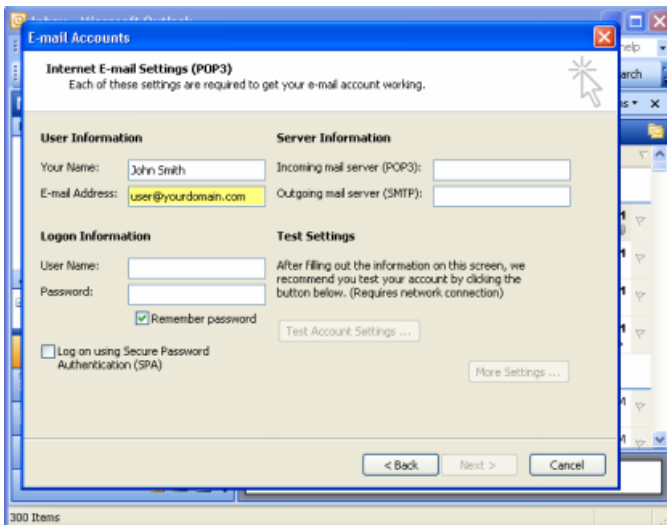 Inbox - Microsoft Outlook
E-mail Accounts
Internet E-mail Settings (POP3)
Each of these settings are required to get your e-mail account working.
User Information
Your Name: John Smith
E-mail Address: user@yourdomain.com
Server Information
Incoming mail server (POP3):
Outgoing mail server (SMTP):
Logon Information
User Name:
Password:
Remember password
Log on using Secure Password
Authentication (SPA)
Test Settings
After filling out the information on this screen, we
recommend you test your account by clicking the
button below. (Requires network connection)
Test Account Settings ...
More Settings ...
< Back
Next >
Cancel
help
arch
300 Items